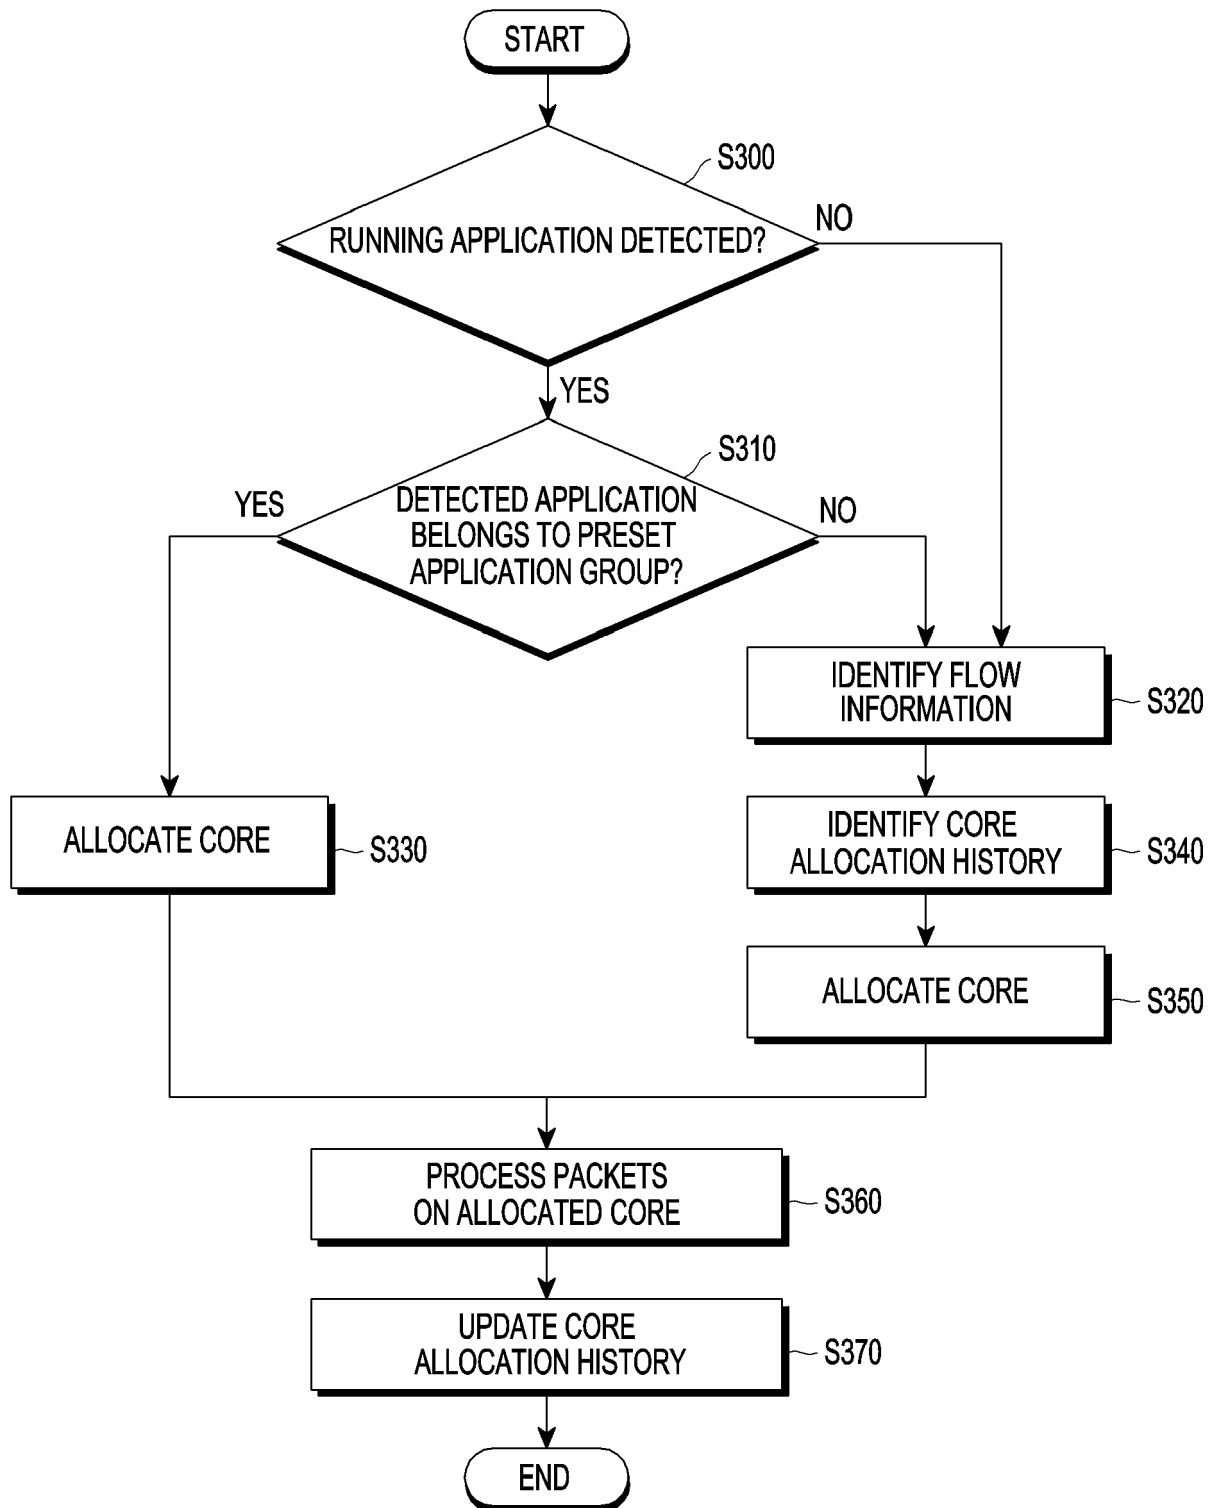 START
S300
RUNNING APPLICATION DETECTED?
NO
YES
S310
YES
DETECTED APPLICATION
BELONGS TO PRESET
APPLICATION GROUP?
NO
IDENTIFY FLOW
INFORMATION
S320
ALLOCATE CORE
S330
IDENTIFY CORE
ALLOCATION HISTORY
S340
ALLOCATE CORE
S350
PROCESS PACKETS
ON ALLOCATED CORE
S360
UPDATE CORE
ALLOCATION HISTORY
S370
END